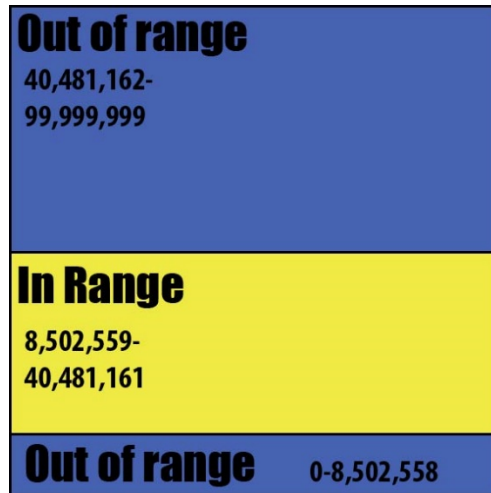 Out of range
40,481,162-
99,999,999
In Range
8,502,559-
40,481,161
Out of range 0-8,502,558